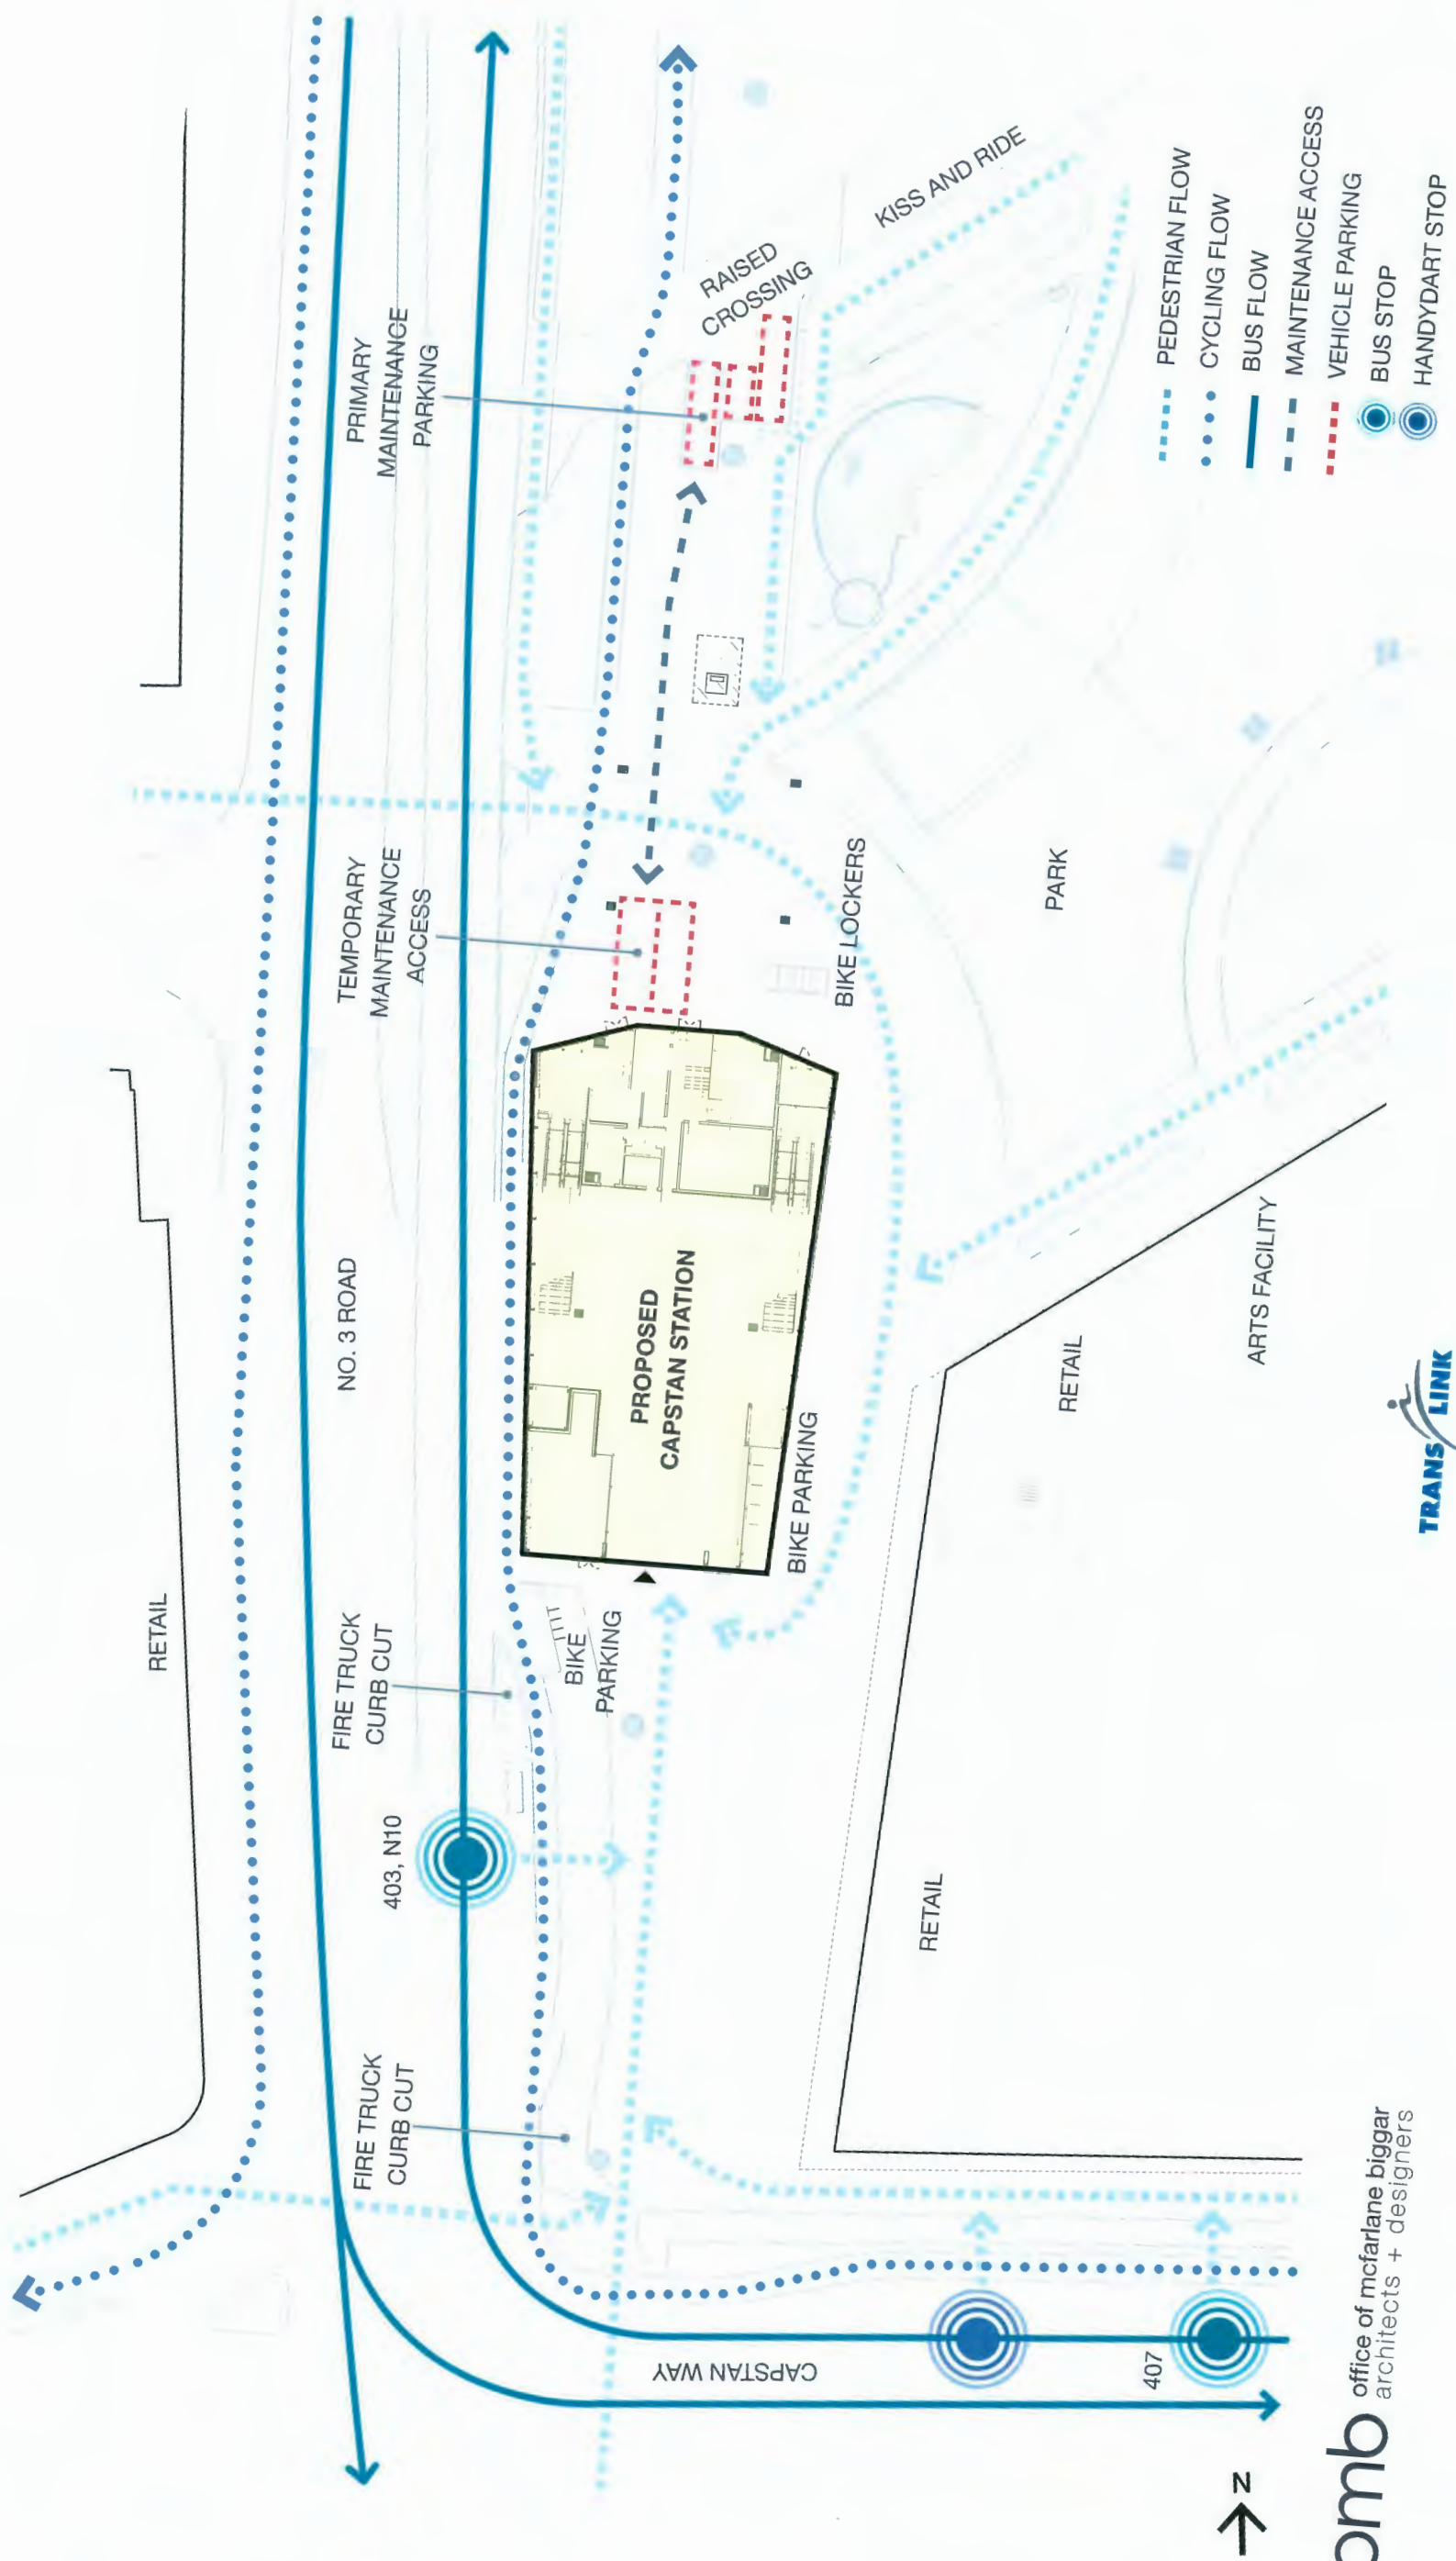 RETAIL
FIRE TRUCK
CURB CUT
403, N10
FIRE TRUCK
CURB CUT
NO. 3 ROAD
TEMPORARY
MAINTENANCE
ACCESS
PRIMARY
MAINTENANCE
PARKING
BIKE
PARKING
PROPOSED
CAPSTAN STATION
BIKE PARKING
BIKE LOCKERS
RAISED
CROSSING
KISS AND RIDE
CAPSTAN WAY
407
RETAIL
RETAIL
ARTS FACILITY
PARK
PEDESTRIAN FLOW
CYCLING FLOW
BUS FLOW
MAINTENANCE ACCESS
VEHICLE PARKING
BUS STOP
HANDYDART STOP
N
omb
office of mcfarlane biggar
architects + designers
TRANS LINK